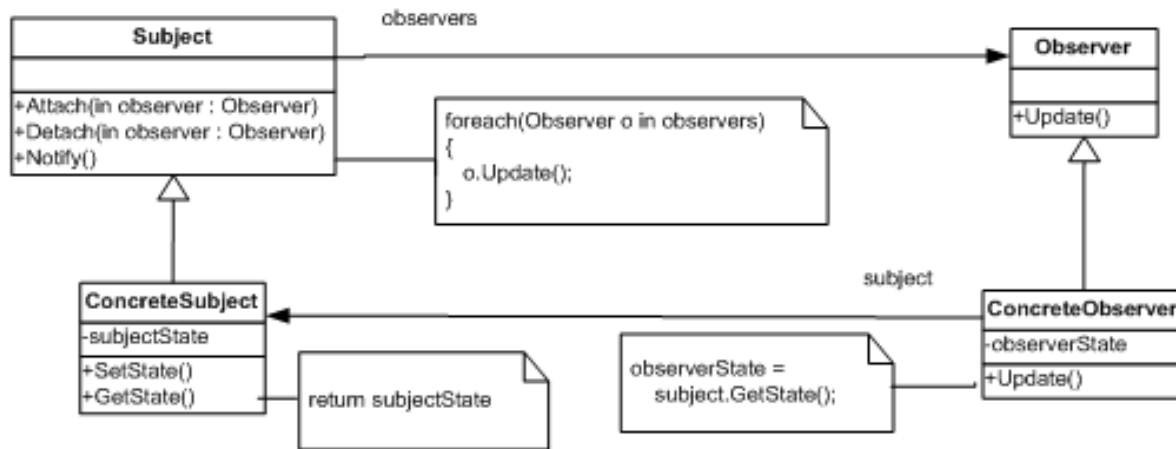 observers
Subject
+Attach(in observer : Observer)
+Detach(in observer : Observer)
+Notify()
foreach(Observer o in observers)
{
o.Update();
}
Observer
+Update()
subject
ConcreteSubject
-subjectState
+SetState()
+GetState()
return subjectState
observerState =
subject.GetState();
ConcreteObserver
-observerState
+Update()